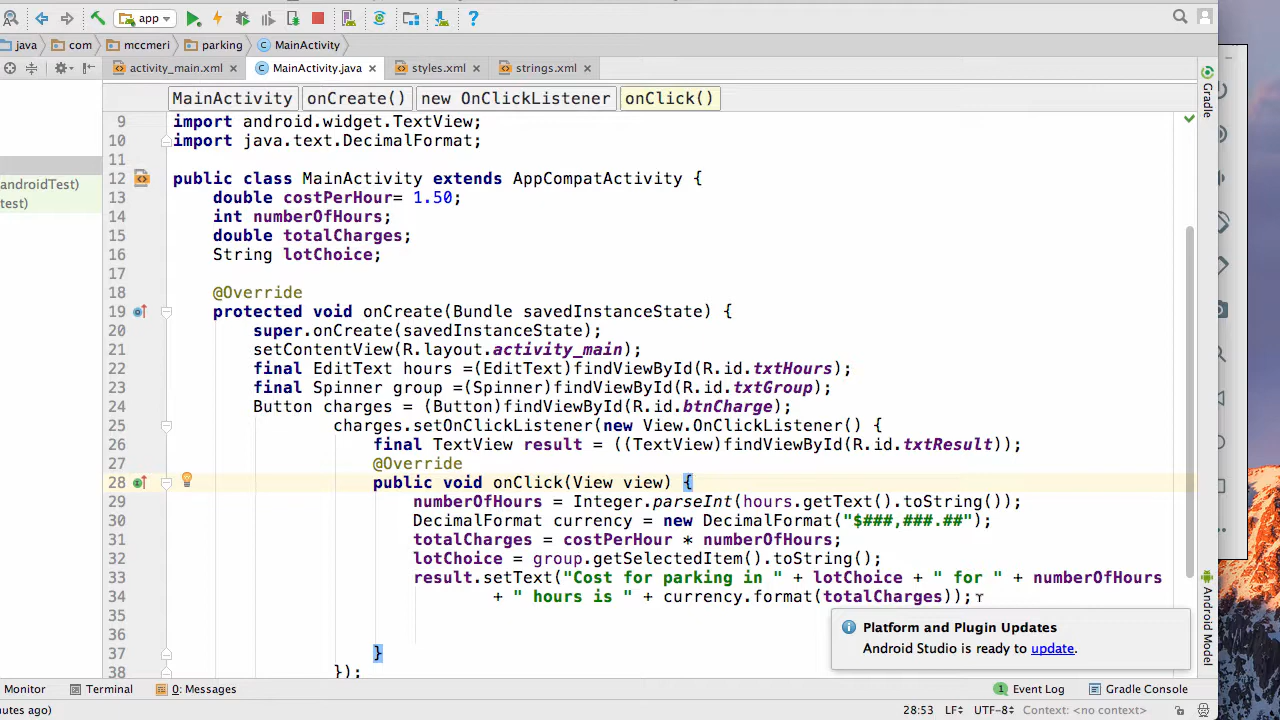 app
java com mccmeri parking MainActivity
activity_main.xml MainActivity.java styles.xml strings.xml
MainActivity onCreate() new OnClickListener onClick()
9 import android.widget.TextView;
10 import java.text.DecimalFormat;
11
12 public class MainActivity extends AppCompatActivity {
androidTest)
13 double costPerHour= 1.50;
test)
14 int numberOfHours;
15 double totalCharges;
16 String lotChoice;
17
18 @Override
19 protected void onCreate(Bundle savedInstanceState) {
20 super.onCreate(savedInstanceState);
21 setContentView(R.layout.activity_main);
22 final EditText hours =(EditText)findViewById(R.id.txtHours);
23 final Spinner group =(Spinner)findViewById(R.id.txtGroup);
24 Button charges = (Button)findViewById(R.id.btnCharge);
25 charges.setOnClickListener(new View.OnClickListener() {
26 final TextView result = ((TextView)findViewById(R.id.txtResult));
27 @Override
28 public void onClick(View view) {
29 numberOfHours = Integer.parseInt(hours.getText().toString());
30 DecimalFormat currency = new DecimalFormat("$###,###.##");
31 totalCharges = costPerHour * numberOfHours;
32 lotChoice = group.getSelectedItem().toString();
33 result.setText("Cost for parking in " + lotChoice + " for " + numberOfHours
34 + " hours is " + currency.format(totalCharges));
35
36
37 }
38 });
Gradle
Android Model
Platform and Plugin Updates
Android Studio is ready to update.
Monitor Terminal 0: Messages 1 Event Log Gradle Console
nutes ago) 28:53 LF÷ UTF-8÷ Context: <no context>